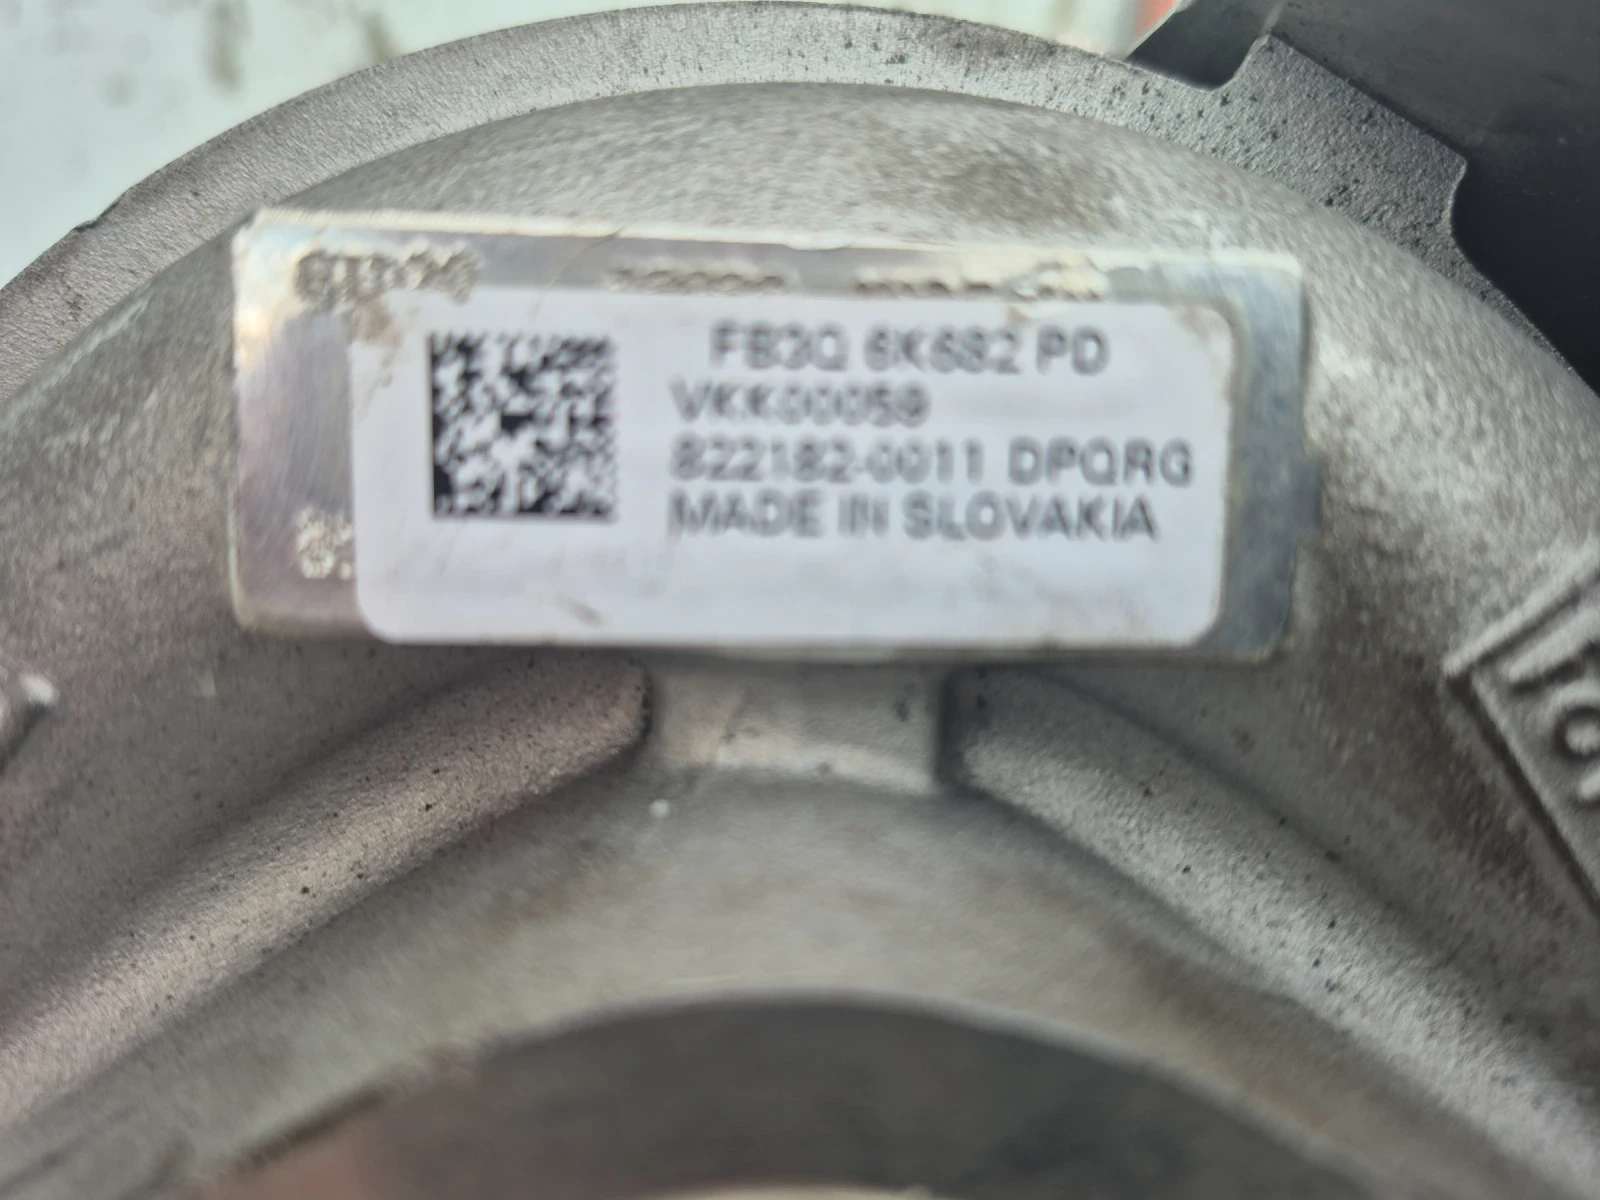 FB3Q 6K682 PD
VKK00059
822182-0011 DPQRG
MADE IN SLOVAKIA